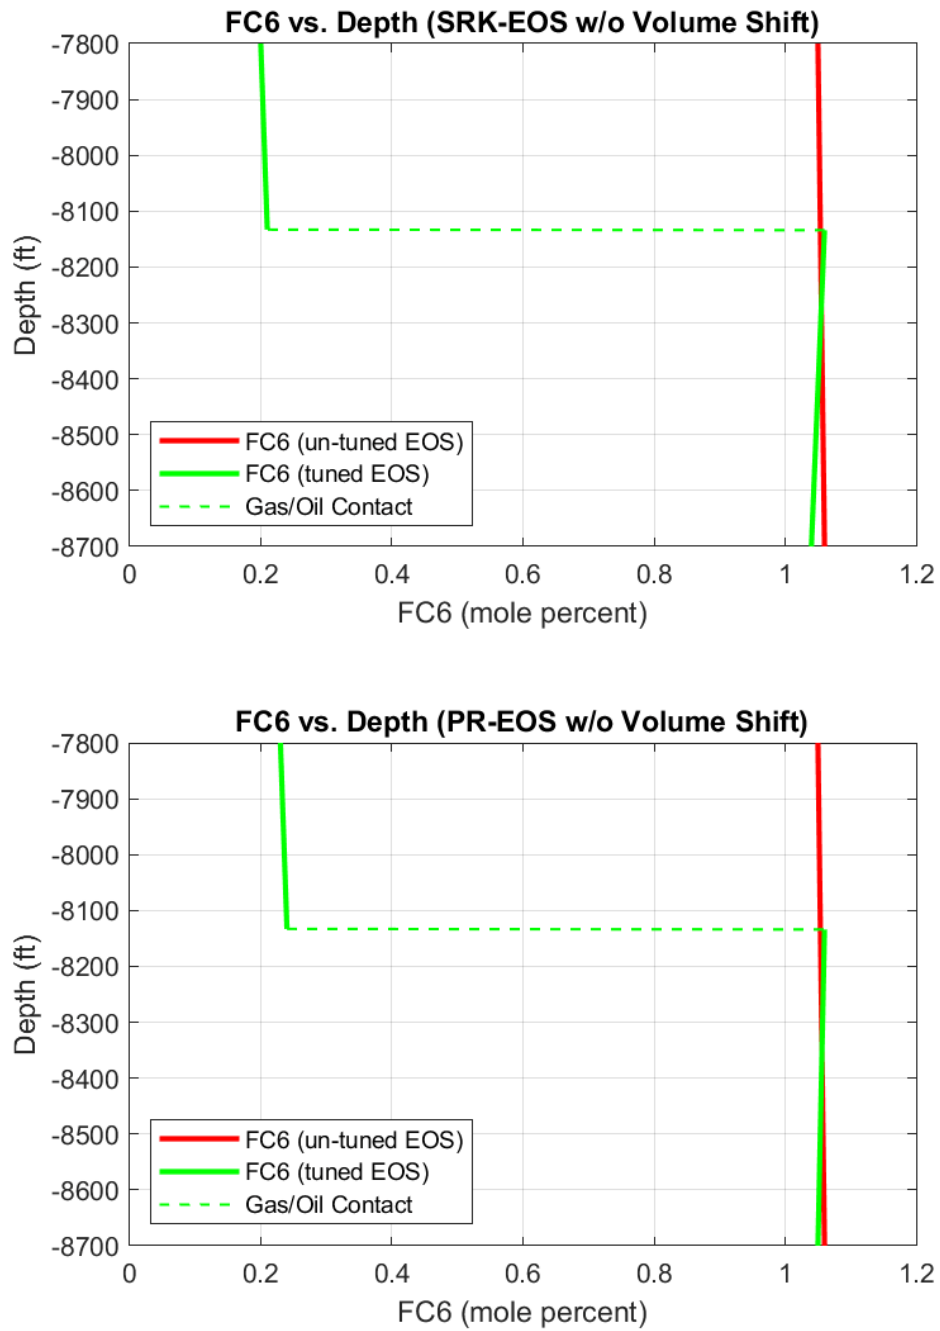 FC6 vs. Depth (SRK-EOS w/o Volume Shift)
-7800
-7900
-8000
-8100
-8200
-8300
-8400
-8500
-8600
-8700
Depth (ft)
FC6 (un-tuned EOS)
FC6 (tuned EOS)
Gas/Oil Contact
0 0.2 0.4 0.6 0.8 1 1.2
FC6 (mole percent)
FC6 vs. Depth (PR-EOS w/o Volume Shift)
-7800
-7900
-8000
-8100
-8200
-8300
-8400
-8500
-8600
-8700
Depth (ft)
FC6 (un-tuned EOS)
FC6 (tuned EOS)
Gas/Oil Contact
0 0.2 0.4 0.6 0.8 1 1.2
FC6 (mole percent)